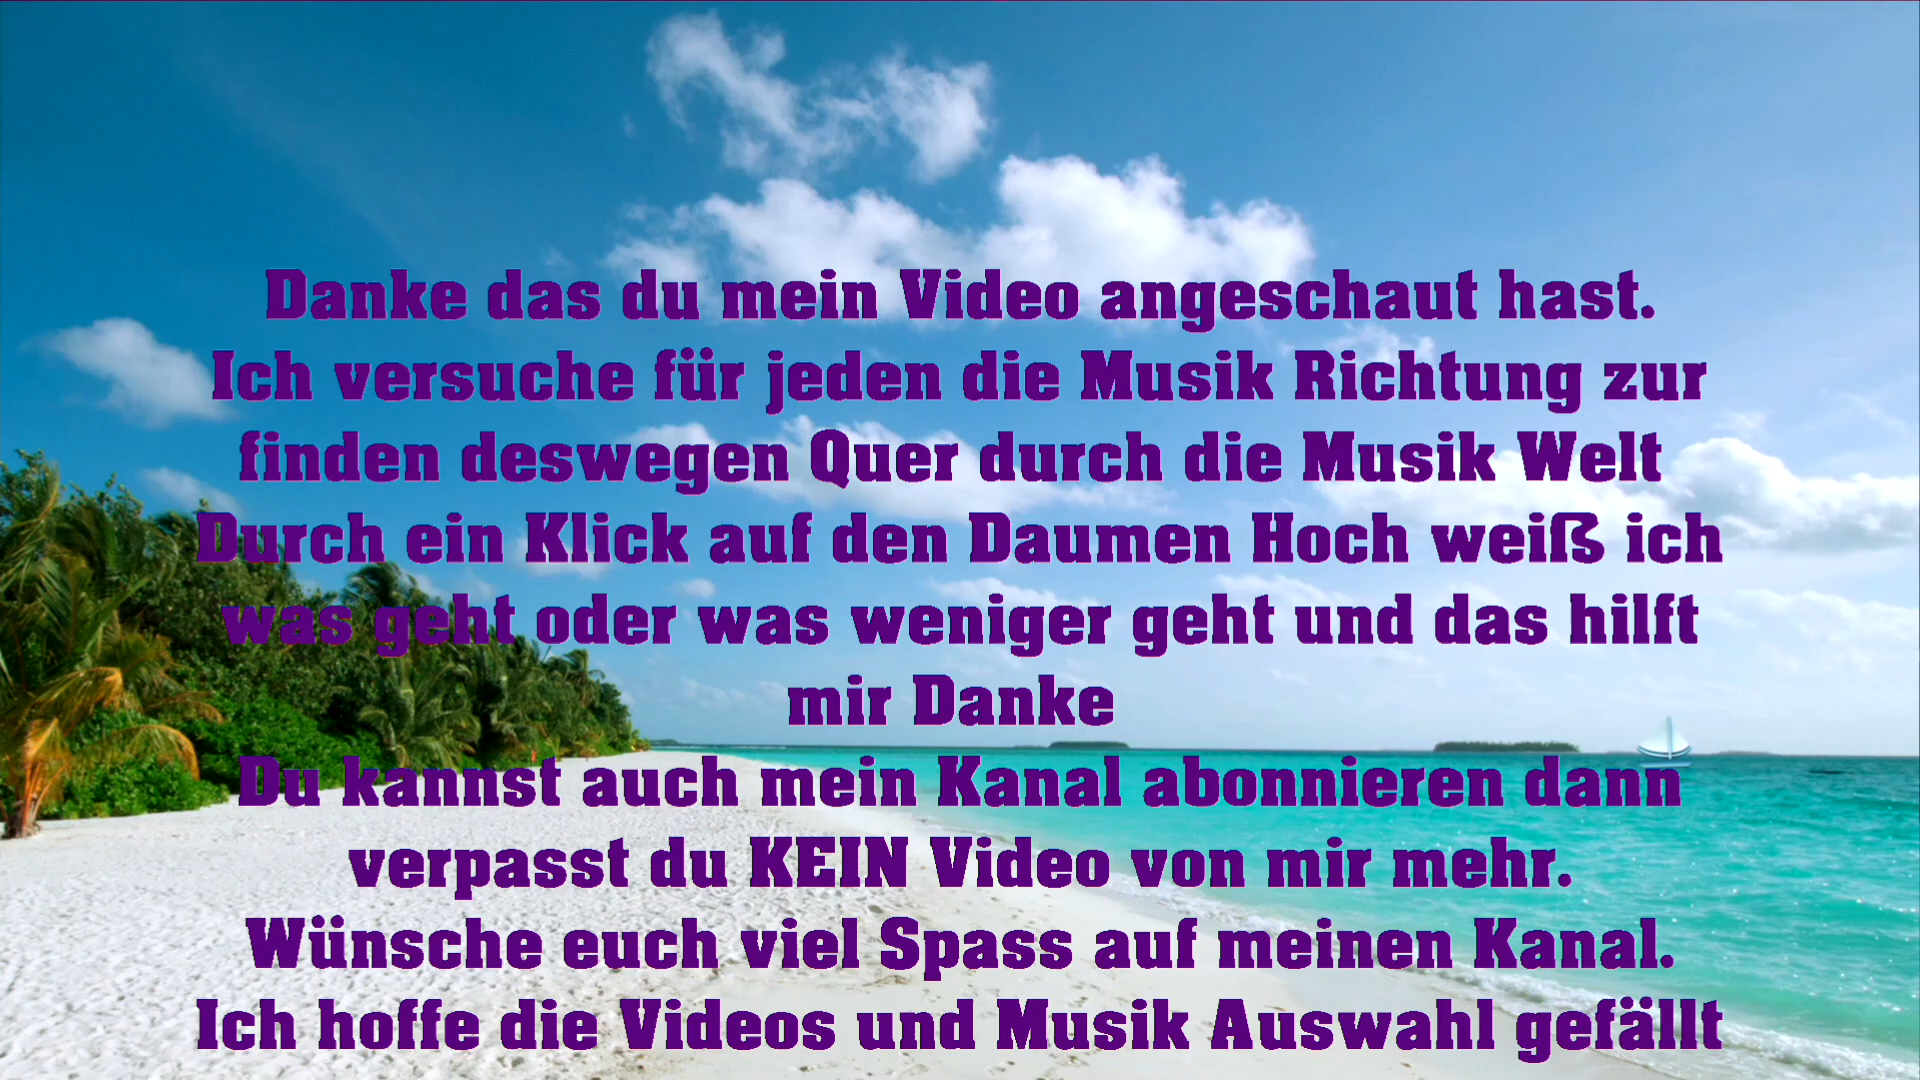 Danke das du mein Video angeschaut hast.
Ich versuche für jeden die Musik Richtung zur
finden deswegen Quer durch die Musik Welt
Durch ein Klick auf den Daumen Hoch weiß ich
was geht oder was weniger geht und das hilft
mir Danke
Du kannst auch mein Kanal abonnieren dann
verpasst du KEIN Video von mir mehr.
Wünsche euch viel Spass auf meinen Kanal.
Ich hoffe die Videos und Musik Auswahl gefällt